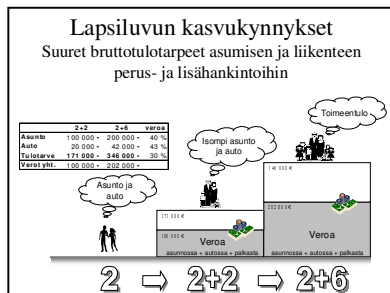 Lapsiluvun kasvukynnykset
Suuret bruttotulotarpeet asumisen ja liikenteen
perus- ja lisähankintoihin
2+2 2+6 veroa
Asunto 100 000 • 200 000 • 40 %
Auto 20 000 • 42 000 • 43 %
Tulotarve 171 000 • 346 000 • 30 %
Verot yht. 100 000 • 202 000 •
Toimeentulo
Isompi asunto
ja auto
Asunto ja
auto
146 000 €
171 000 €
202 000 €
100 000 €
Veroa
asunnossa + autossa + palkasta
Veroa
asunnossa + autossa + palkasta
2 ⇨ 2+2 ⇨ 2+6